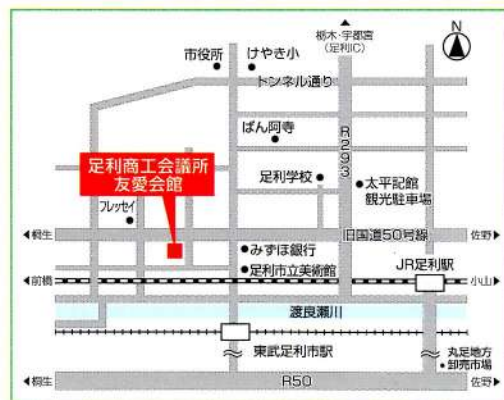 栃木・宇都宮
(足利IC)
N
市役所
けやき小
トンネル通り
ばん阿寺
R293
足利商工会議所
友愛会館
足利学校
太平記館
観光駐車場
フレッセイ
桐生
旧国道50号線
佐野
みずほ銀行
足利市立美術館
JR足利駅
前橋
小山
渡良瀬川
東武足利市駅
丸足地方
卸売市場
桐生
R50
佐野